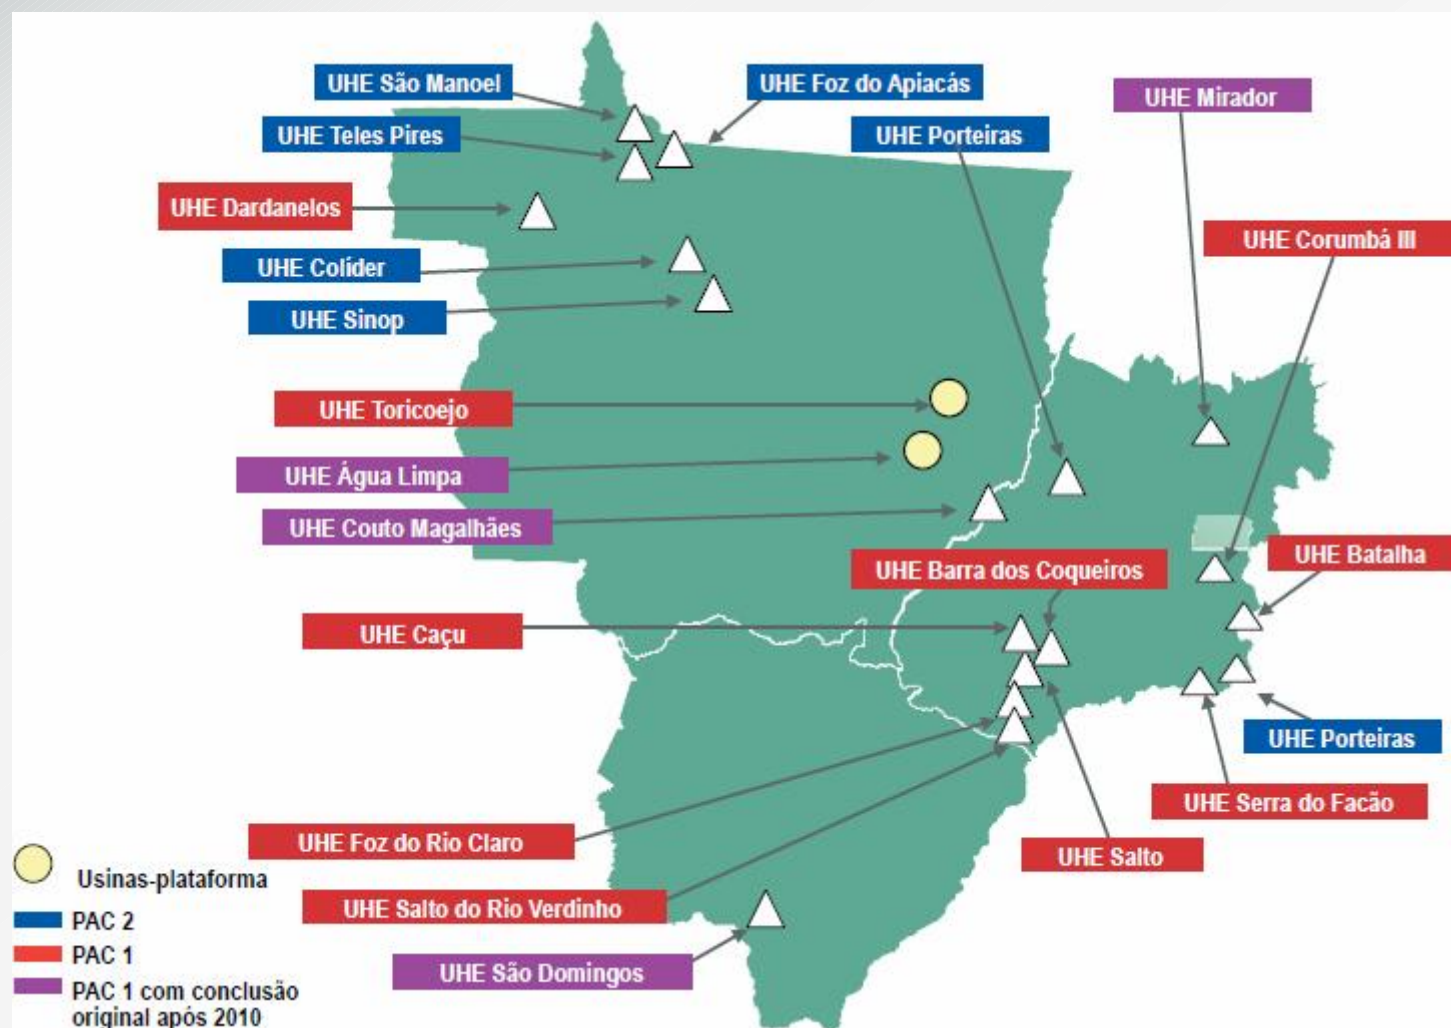 UHE São Manoel
UHE Foz do Apiacás
UHE Mirador
UHE Teles Pires
UHE Porteiras
UHE Dardanelos
UHE Corumbá III
UHE Colíder
UHE Sinop
UHE Toricoejo
UHE Água Limpa
UHE Couto Magalhães
UHE Batalha
UHE Barra dos Coqueiros
UHE Caçu
UHE Porteiras
UHE Serra do Facão
UHE Foz do Rio Claro
UHE Salto
UHE Salto do Rio Verdinho
UHE São Domingos
Usinas-plataforma
PAC 2
PAC 1
PAC 1 com conclusão
original após 2010